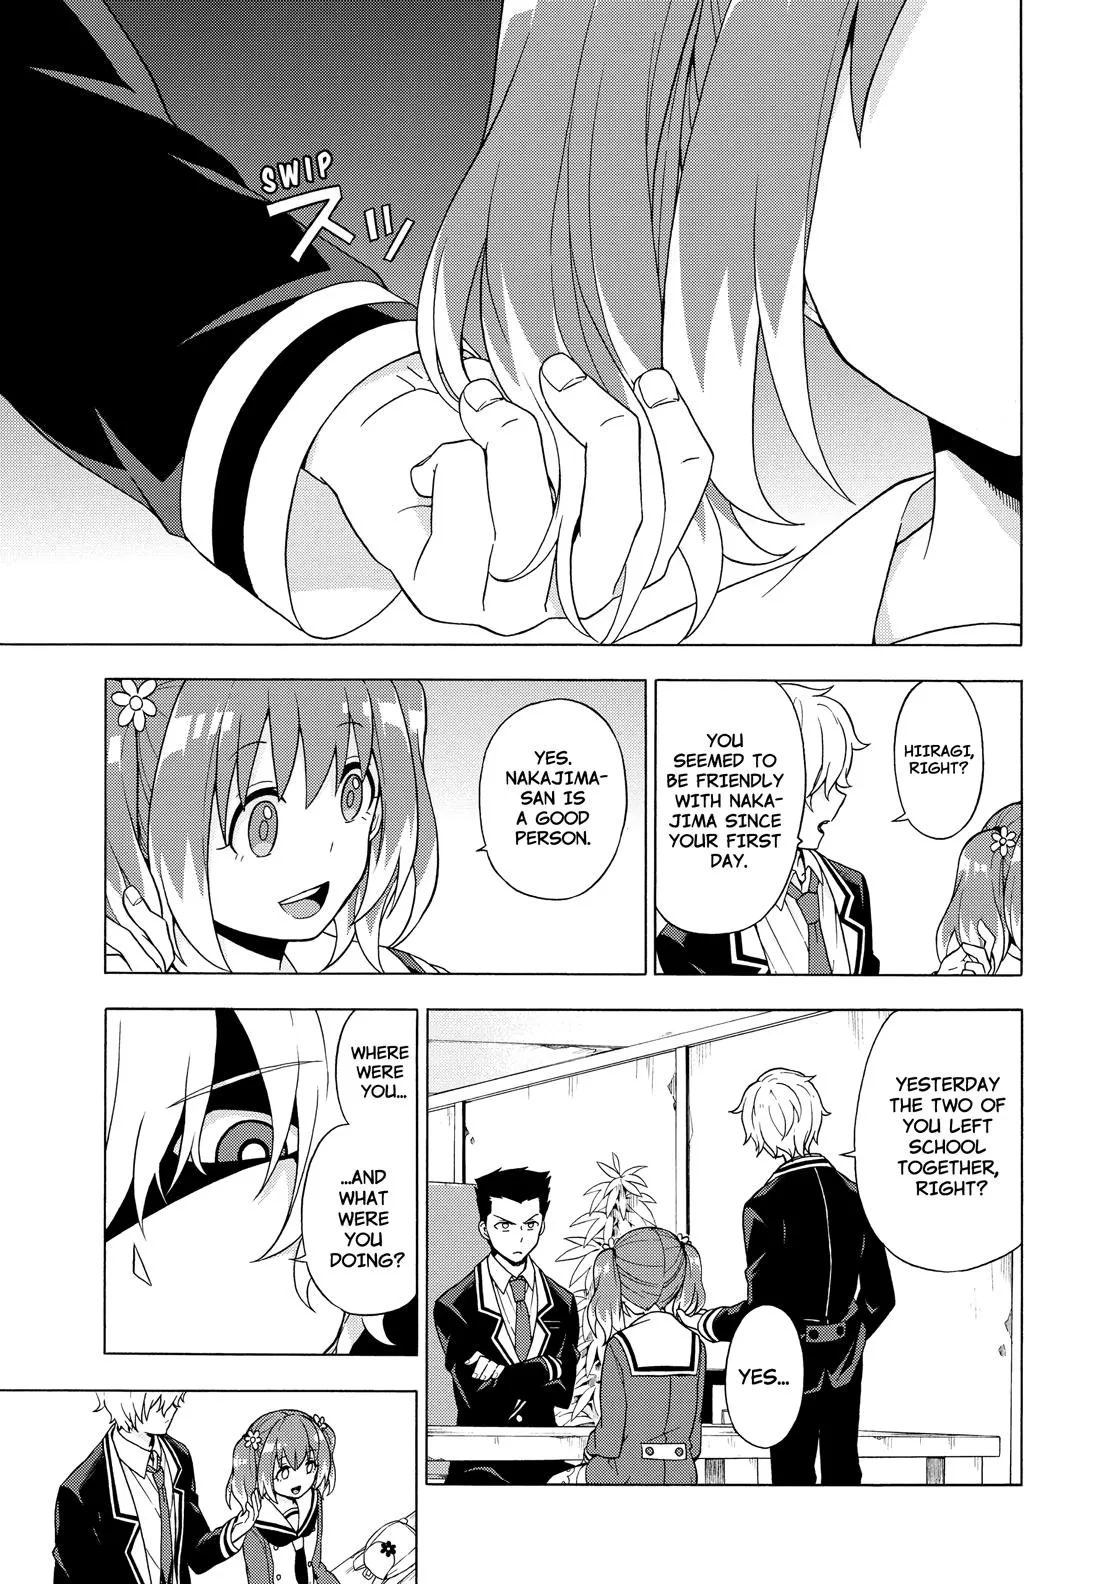 SWIP
スッ
HIIRAGI,
RIGHT?
YOU
SEEMED TO
BE FRIENDLY
WITH NAKA-
JIMA SINCE
YOUR FIRST
DAY.
YES.
NAKAJIMA-
SAN IS
A GOOD
PERSON.
YESTERDAY
THE TWO OF
YOU LEFT
SCHOOL
TOGETHER,
RIGHT?
YES...
WHERE
WERE
YOU...
...AND
WHAT
WERE
YOU
DOING?